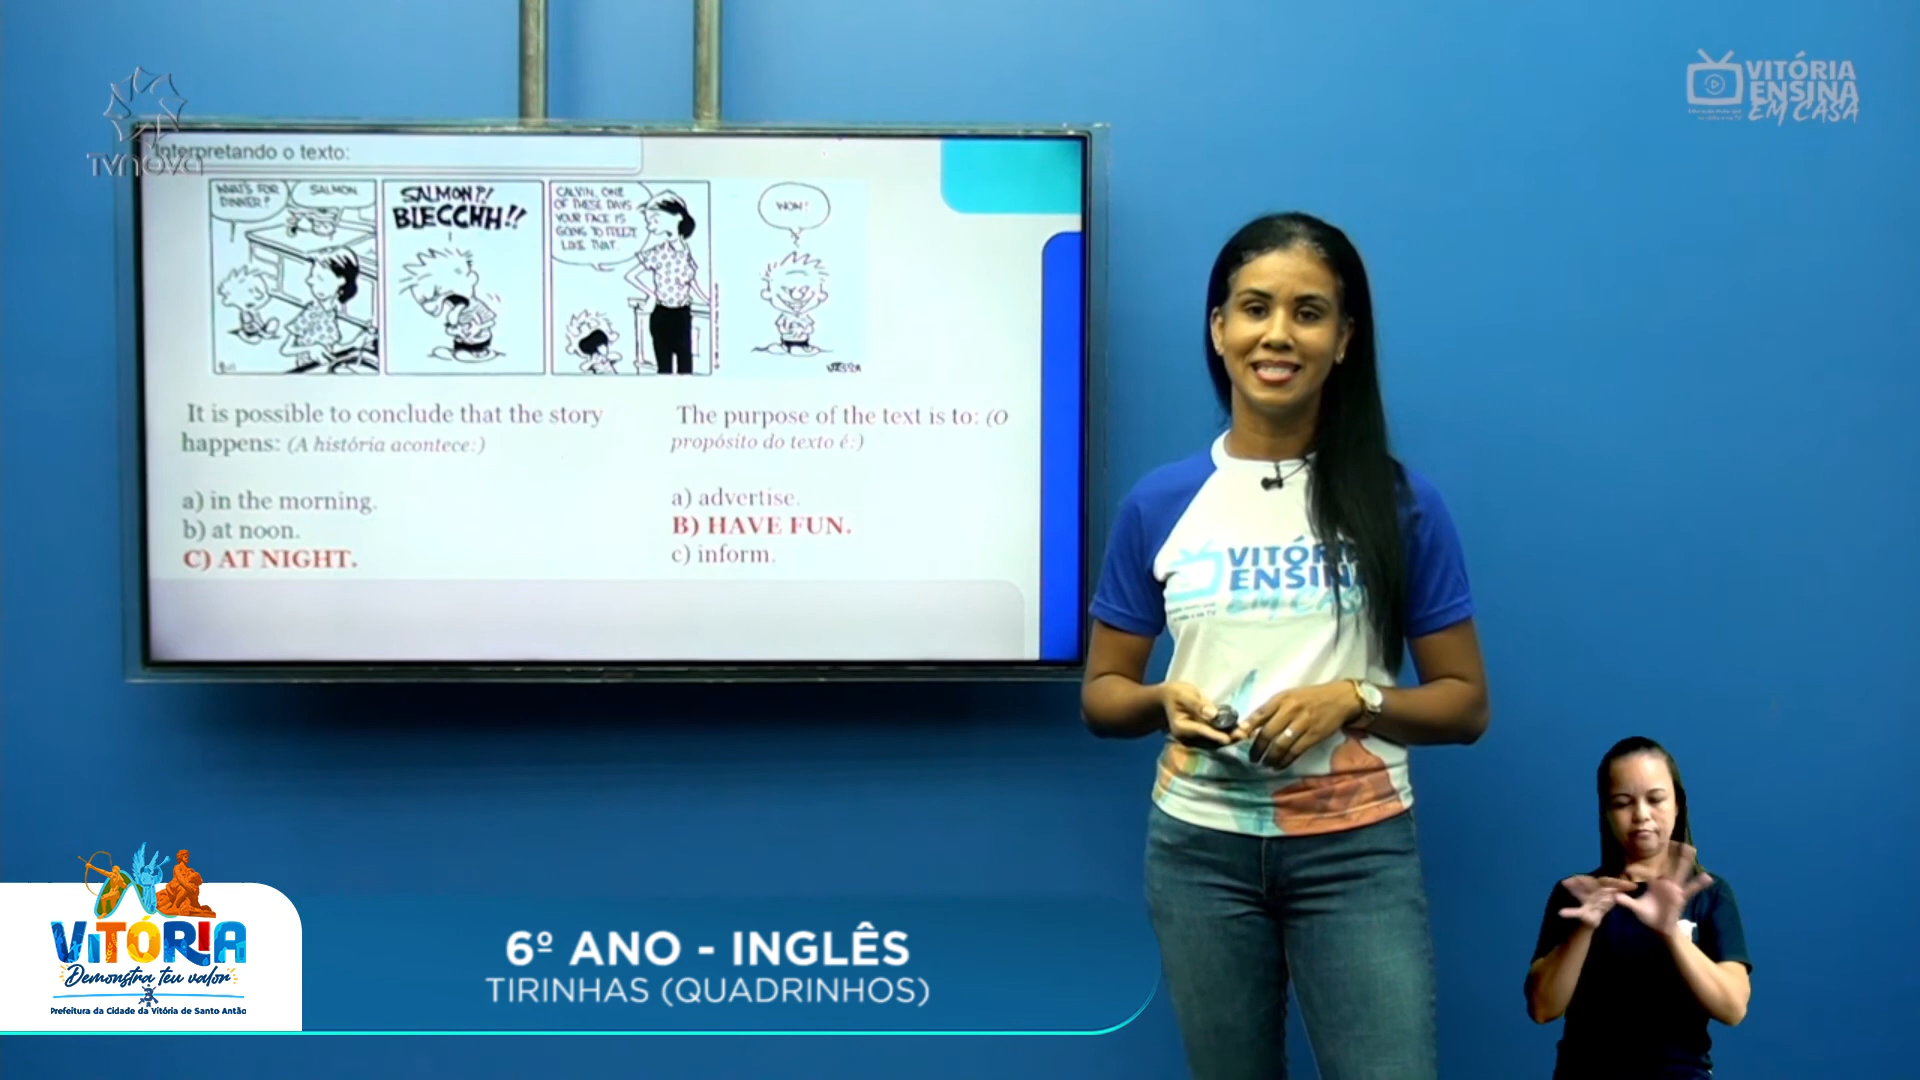 TVNOVA
VITÓRIA
ENSINA
EM CASA
Interpretando o texto:
WHAT'S FOR
DINNER?
SALMON.
SALMON?!
BLECCHH!!
CALVIN, ONE
OF THESE DAYS
YOUR FACE IS
GOING TO FREEZE
LIKE THAT.
WOW!
It is possible to conclude that the story
happens: (A história acontece:)
a) in the morning.
b) at noon.
C) AT NIGHT.
The purpose of the text is to: (O
propósito do texto é:)
a) advertise.
B) HAVE FUN.
c) inform.
VITÓRI
ENSIN
EM CAS
VITÓRIA
Demonstra teu valor
Prefeitura da Cidade da Vitória de Santo Antão
6º ANO - INGLÊS
TIRINHAS (QUADRINHOS)